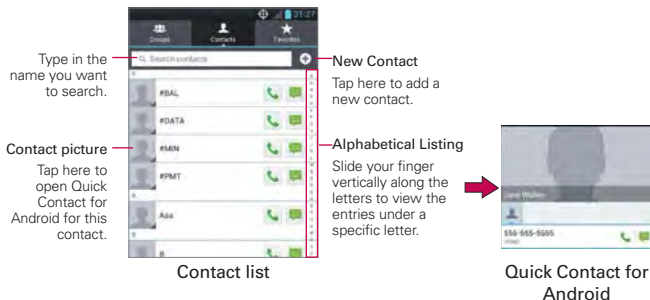 31:27
Groups
Contacts
Favorites
Search contacts
Type in the
name you want
to search.
New Contact
Tap here to add a
new contact.
#BAL
#DATA
#MIN
#PMT
Aaa
B
Contact picture
Tap here to
open Quick
Contact for
Android for this
contact.
Alphabetical Listing
Slide your finger
vertically along the
letters to view the
entries under a
specific letter.
555-555-5555
Contact list
Quick Contact for
Android